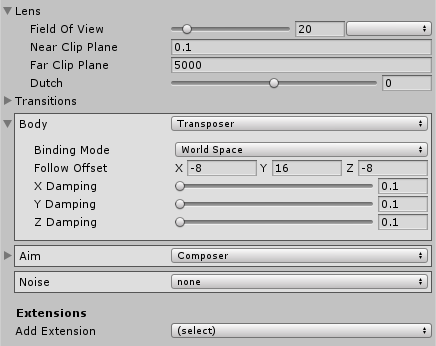 Lens
Field Of View 20
Near Clip Plane 0.1
Far Clip Plane 5000
Dutch 0
Transitions
Body Transposer
Binding Mode World Space
Follow Offset X -8 Y 16 Z -8
X Damping 0.1
Y Damping 0.1
Z Damping 0.1
Aim Composer
Noise none
Extensions
Add Extension (select)